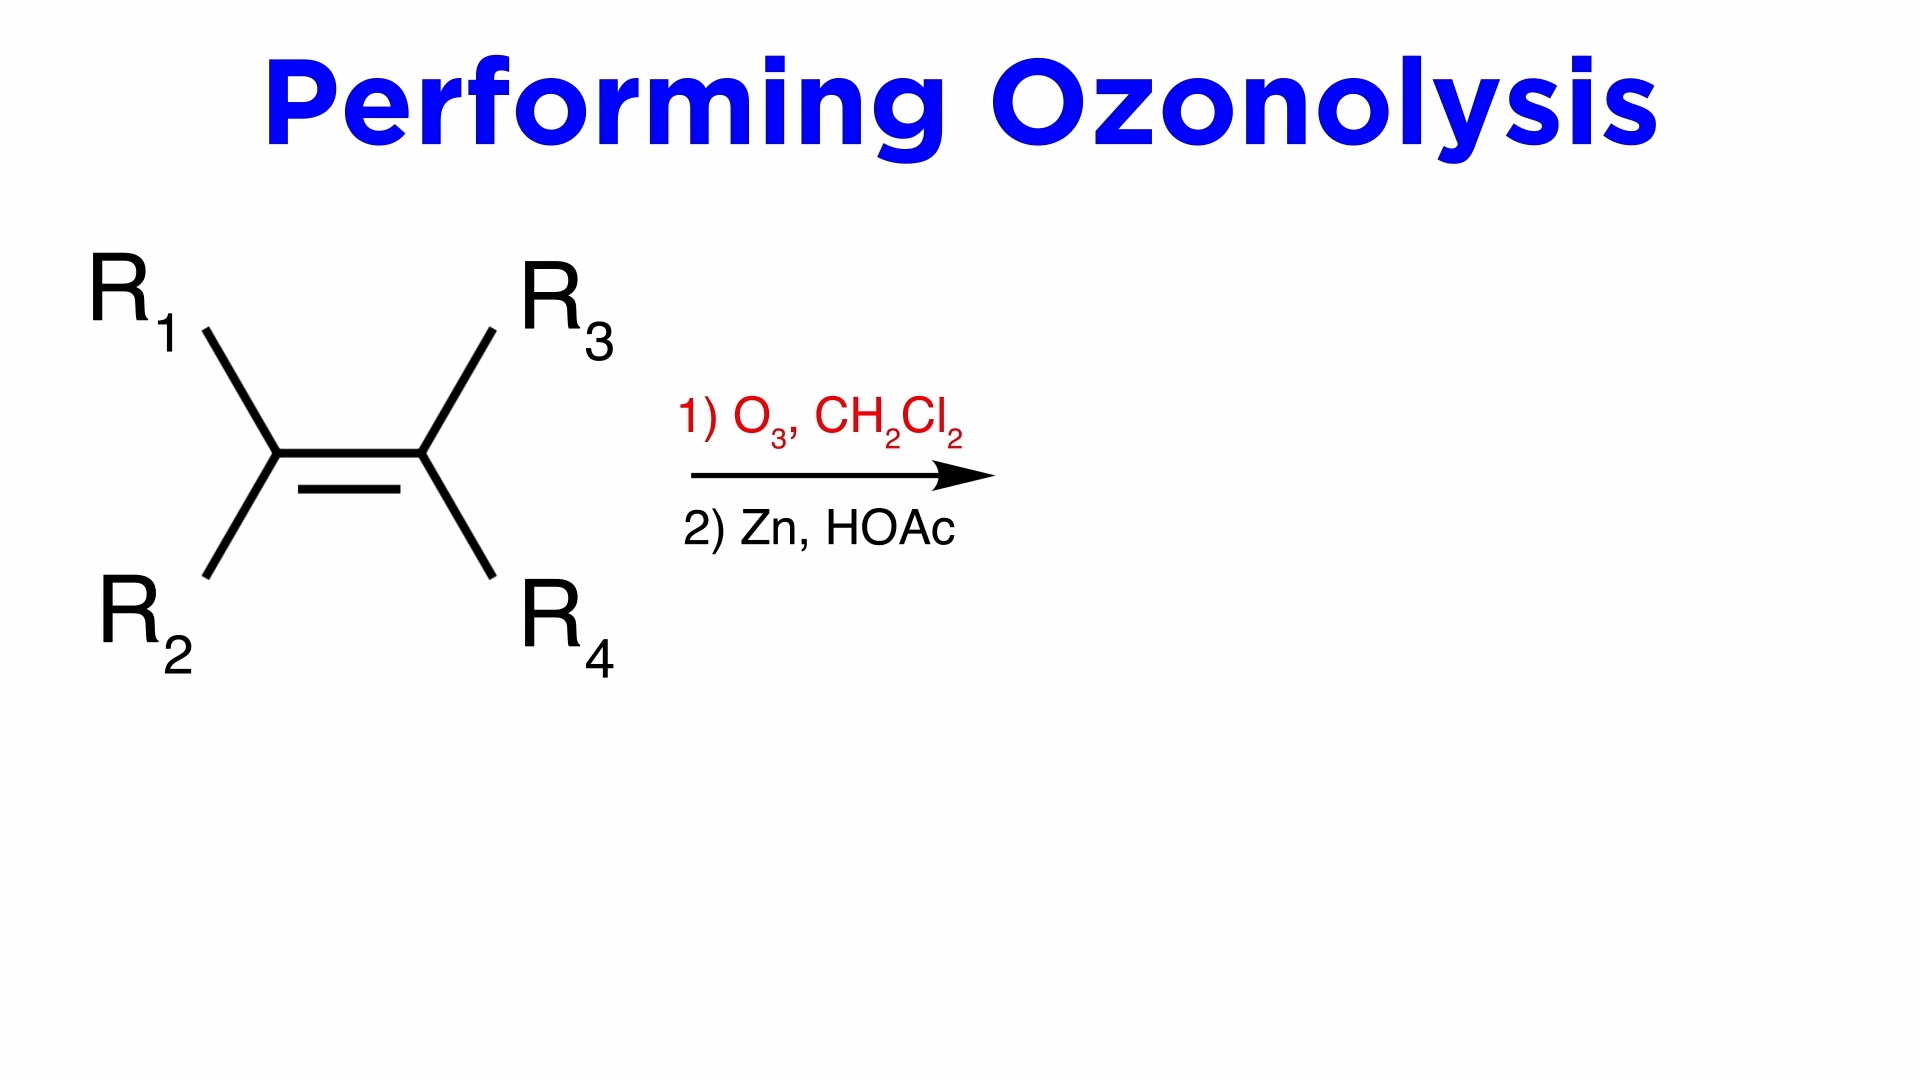 Performing Ozonolysis
R₁
R₃
1) O₃, CH₂Cl₂
2) Zn, HOAc
R₂
R₄